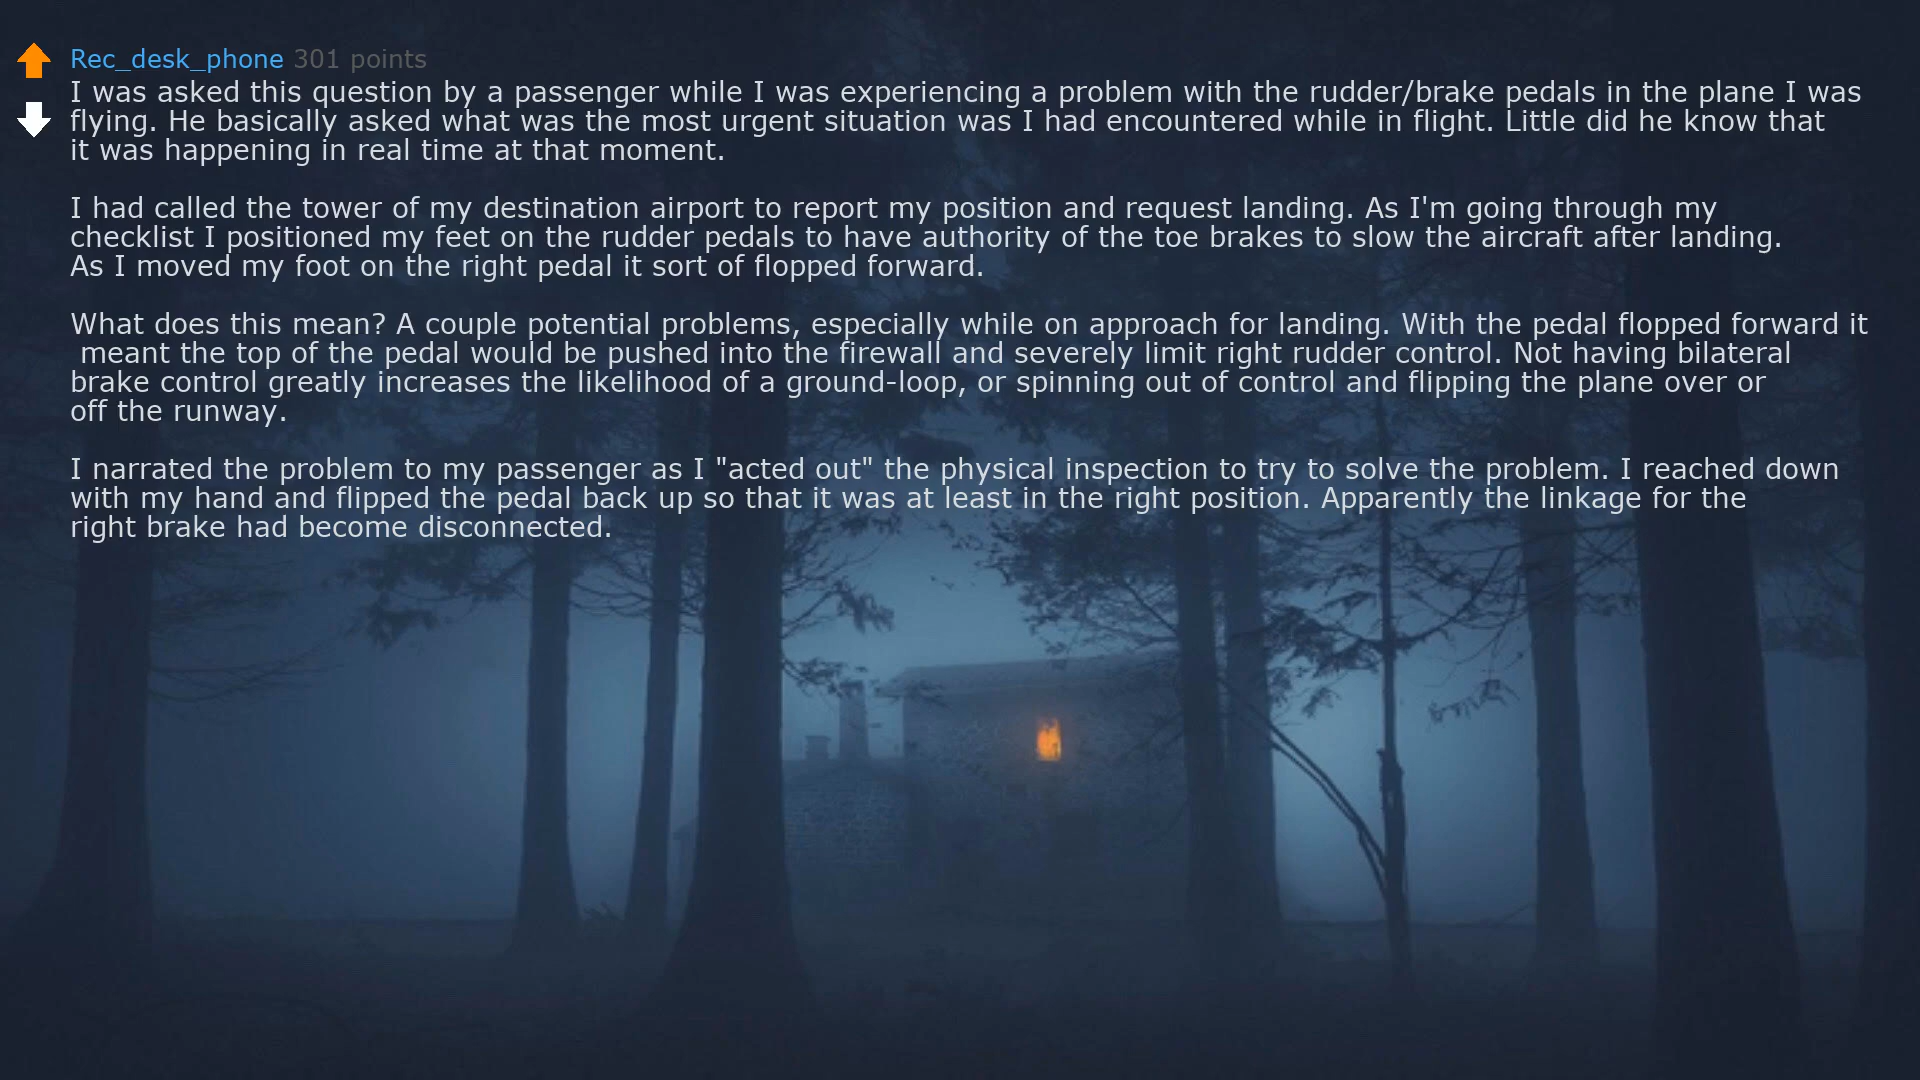 Rec_desk_phone 301 points
I was asked this question by a passenger while I was experiencing a problem with the rudder/brake pedals in the plane I was
flying. He basically asked what was the most urgent situation was I had encountered while in flight. Little did he know that
it was happening in real time at that moment.
I had called the tower of my destination airport to report my position and request landing. As I'm going through my
checklist I positioned my feet on the rudder pedals to have authority of the toe brakes to slow the aircraft after landing.
As I moved my foot on the right pedal it sort of flopped forward.
What does this mean? A couple potential problems, especially while on approach for landing. With the pedal flopped forward it
meant the top of the pedal would be pushed into the firewall and severely limit right rudder control. Not having bilateral
brake control greatly increases the likelihood of a ground-loop, or spinning out of control and flipping the plane over or
off the runway.
I narrated the problem to my passenger as I "acted out" the physical inspection to try to solve the problem. I reached down
with my hand and flipped the pedal back up so that it was at least in the right position. Apparently the linkage for the
right brake had become disconnected.